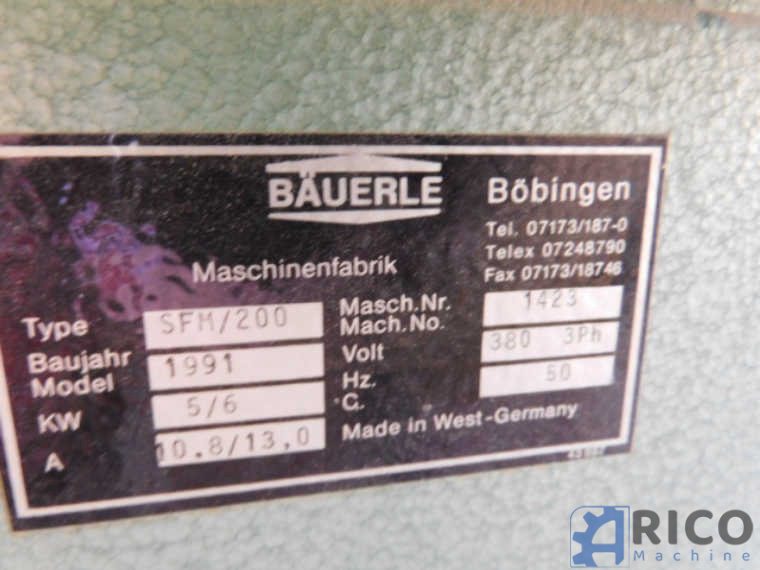 BÄUERLE
Böbingen
Tel. 07173/187-0
Telex 07248790
Fax 07173/18746
Maschinenfabrik
Type SFM/200
Masch.Nr. Mach.No. 1423
Baujahr Model 1991
Volt 380 3Ph
KW 5/6
Hz. 50
°C.
A 10.8/13,0
Made in West-Germany
ARICO
Machine